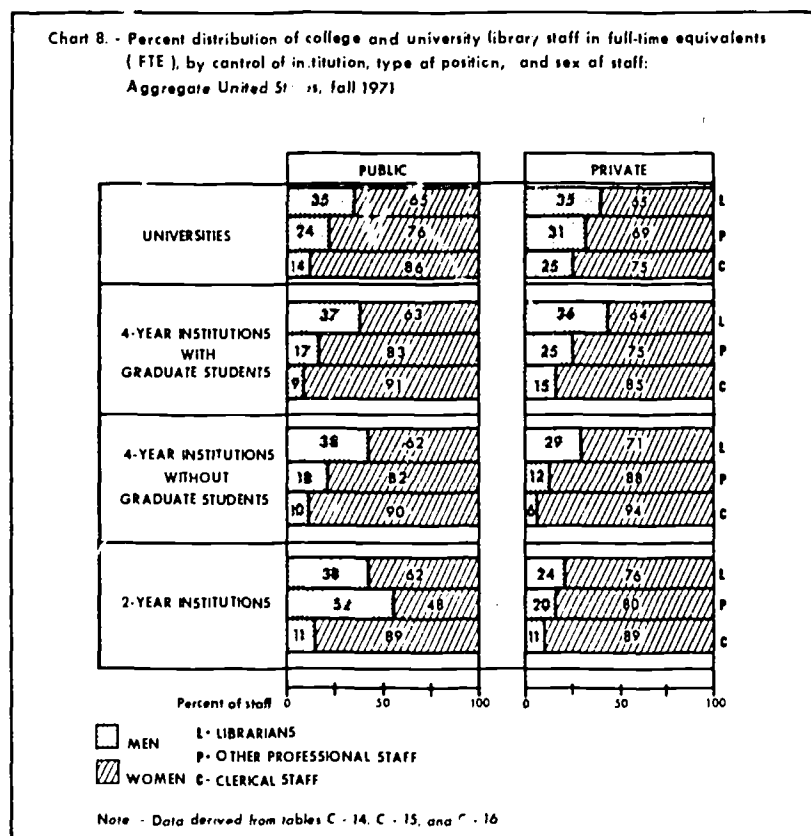 Chart 8. - Percent distribution of college and university library staff in full-time equivalents
(FTE), by control of institution, type of position, and sex of staff:
Aggregate United fall 1971
PUBLIC PRIVATE
UNIVERSITIES
35 65 35 65 L
24 76 31 69 P
14 86 25 75 C
4-YEAR INSTITUTIONS
WITH
GRADUATE STUDENTS
37 63 36 64 L
17 83 25 75 P
9 91 15 85 C
4-YEAR INSTITUTIONS
WITHOUT
GRADUATE STUDENTS
38 62 29 71 L
18 82 12 88 P
10 90 6 94 C
2-YEAR INSTITUTIONS
38 62 24 76 L
52 48 20 80 P
11 89 11 89 C
Percent of staff 0 50 100 0 50 100
MEN
WOMEN
L - LIBRARIANS
P - OTHER PROFESSIONAL STAFF
C - CLERICAL STAFF
Note - Data derived from tables C - 14, C - 15, and C - 16